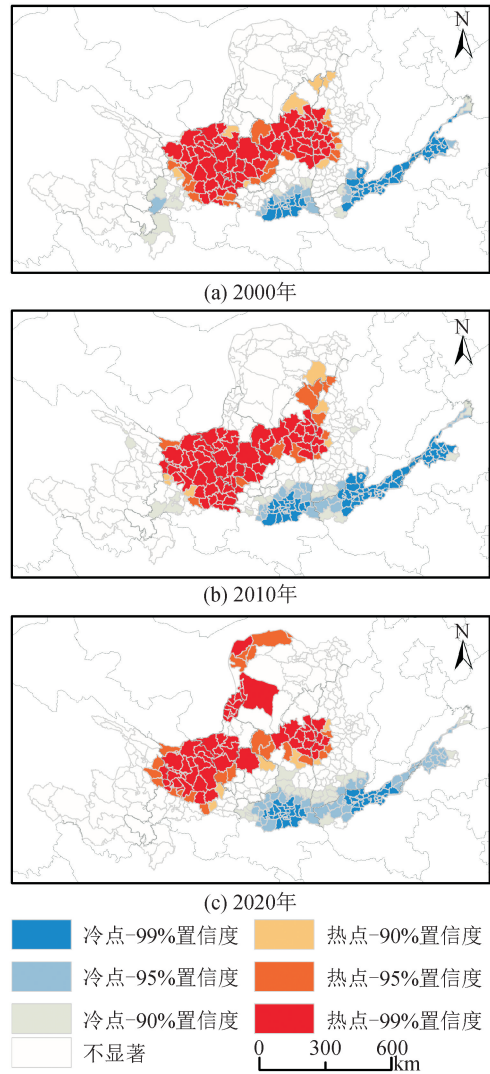 N
(a) 2000年
N
(b) 2010年
N
(c) 2020年
冷点-99%置信度
热点-90%置信度
冷点-95%置信度
热点-95%置信度
冷点-90%置信度
热点-99%置信度
不显著
0 300 600
km